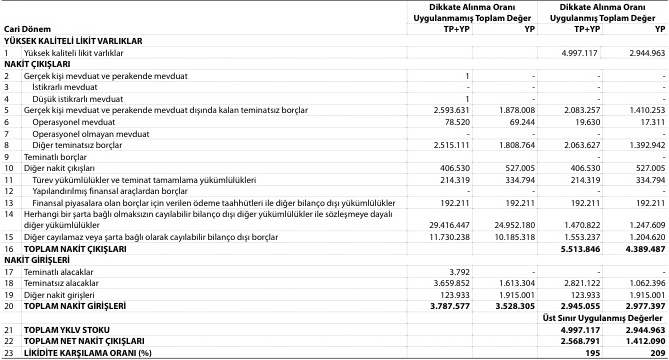 Dikkate Alınma Oranı Uygulanmamış Toplam Değer Dikkate Alınma Oranı Uygulanmış Toplam Değer
Cari Dönem TP+YP YP TP+YP YP
YÜKSEK KALİTELİ LİKİT VARLIKLAR
1 Yüksek kaliteli likit varlıklar 4.997.117 2.944.963
NAKİT ÇIKIŞLARI
2 Gerçek kişi mevduat ve perakende mevduat 1 - - -
3 İstikrarlı mevduat - - - -
4 Düşük istikrarlı mevduat 1 - - -
5 Gerçek kişi mevduat ve perakende mevduat dışında kalan teminatsız borçlar 2.593.631 1.878.008 2.083.257 1.410.253
6 Operasyonel mevduat 78.520 69.244 19.630 17.311
7 Operasyonel olmayan mevduat - - - -
8 Diğer teminatsız borçlar 2.515.111 1.808.764 2.063.627 1.392.942
9 Teminatlı borçlar - -
10 Diğer nakit çıkışları 406.530 527.005 406.530 527.005
11 Türev yükümlülükler ve teminat tamamlama yükümlülükleri 214.319 334.794 214.319 334.794
12 Yapılandırılmış finansal araçlardan borçlar - - - -
13 Finansal piyasalara olan borçlar için verilen ödeme taahhütleri ile diğer bilanço dışı yükümlülükler 192.211 192.211 192.211 192.211
14 Herhangi bir şarta bağlı olmaksızın cayılabilir bilanço dışı diğer yükümlülükler ile sözleşmeye dayalı
diğer yükümlülükler 29.416.447 24.952.180 1.470.822 1.247.609
15 Diğer cayılamaz veya şarta bağlı olarak cayılabilir bilanço dışı borçlar 11.730.238 10.185.318 1.553.237 1.204.620
16 TOPLAM NAKİT ÇIKIŞLARI 5.513.846 4.389.487
NAKİT GİRİŞLERİ
17 Teminatlı alacaklar 3.792 - - -
18 Teminatsız alacaklar 3.659.852 1.613.304 2.821.122 1.062.396
19 Diğer nakit girişleri 123.933 1.915.001 123.933 1.915.001
20 TOPLAM NAKİT GİRİŞLERİ 3.787.577 3.528.305 2.945.055 2.977.397
Üst Sınır Uygulanmış Değerler
21 TOPLAM YKLV STOKU 4.997.117 2.944.963
22 TOPLAM NET NAKİT ÇIKIŞLARI 2.568.791 1.412.090
23 LİKİDİTE KARŞILAMA ORANI (%) 195 209